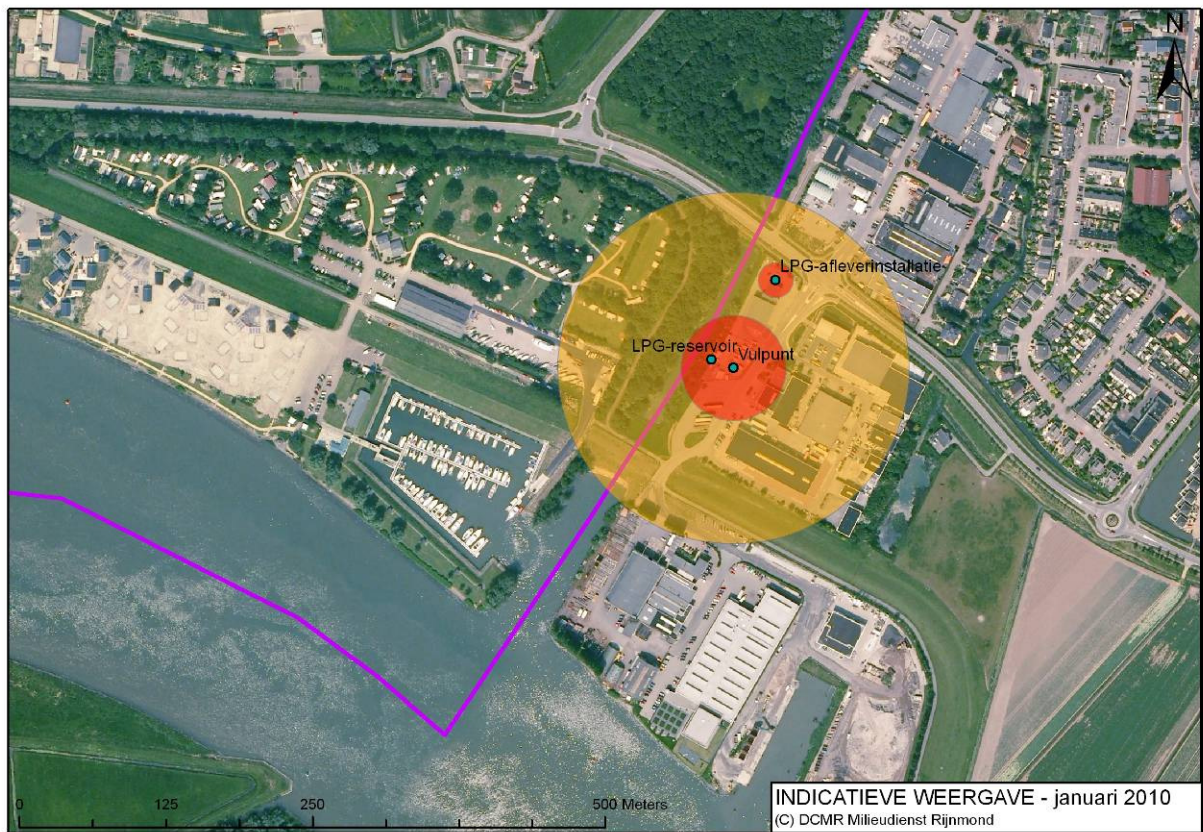 N
LPG-afleverinstallatie
LPG-reservoir
Vulpunt
0 125 250 500 Meters
INDICATIEVE WEERGAVE - januari 2010
(C) DCMR Milieudienst Rijnmond